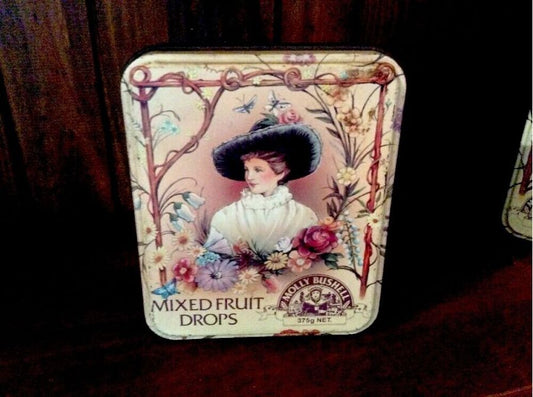 MIXED FRUIT
DROPS
MOLLY BUSHELL
375g NET.